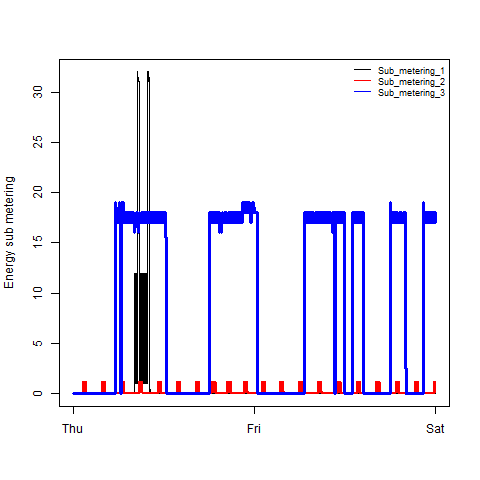 Sub_metering_1
Sub_metering_2
Sub_metering_3
Energy sub metering
30
25
20
15
10
5
0
Thu Fri Sat